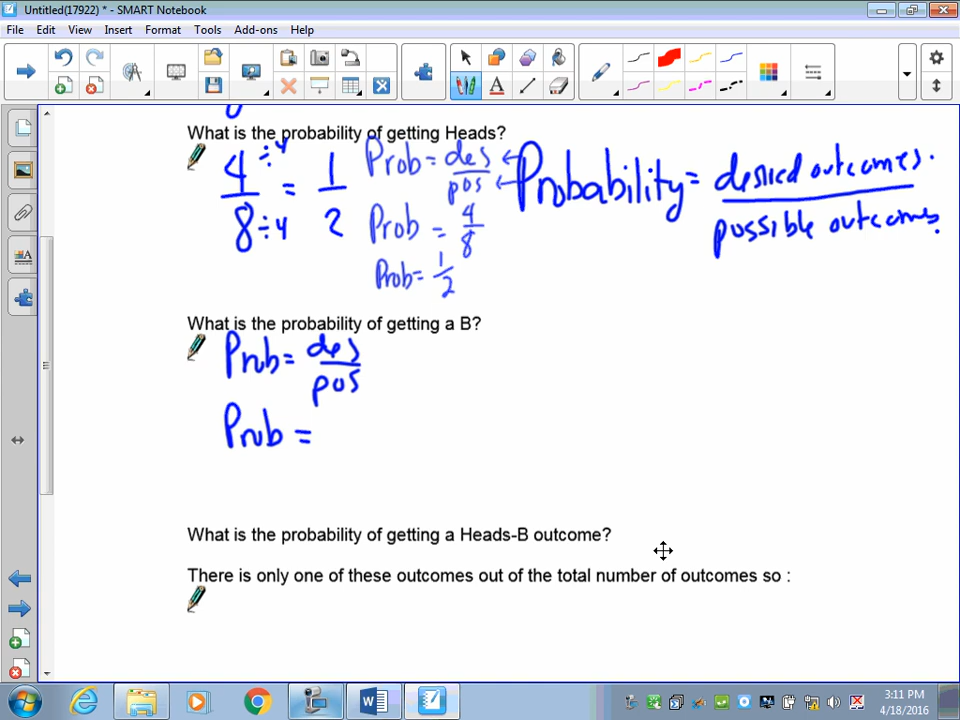 Untitled(17922) * - SMART Notebook
File Edit View Insert Format Tools Add-ons Help
What is the probability of getting Heads?
4 ÷4 = 1
8 ÷4 2
Prob = des
pos
Prob = 4
8
Prob = 1
2
Probability = desired outcomes.
possible outcomes.
What is the probability of getting a B?
Prob = des
pos
Prob =
What is the probability of getting a Heads-B outcome?
There is only one of these outcomes out of the total number of outcomes so :
3:11 PM
4/18/2016